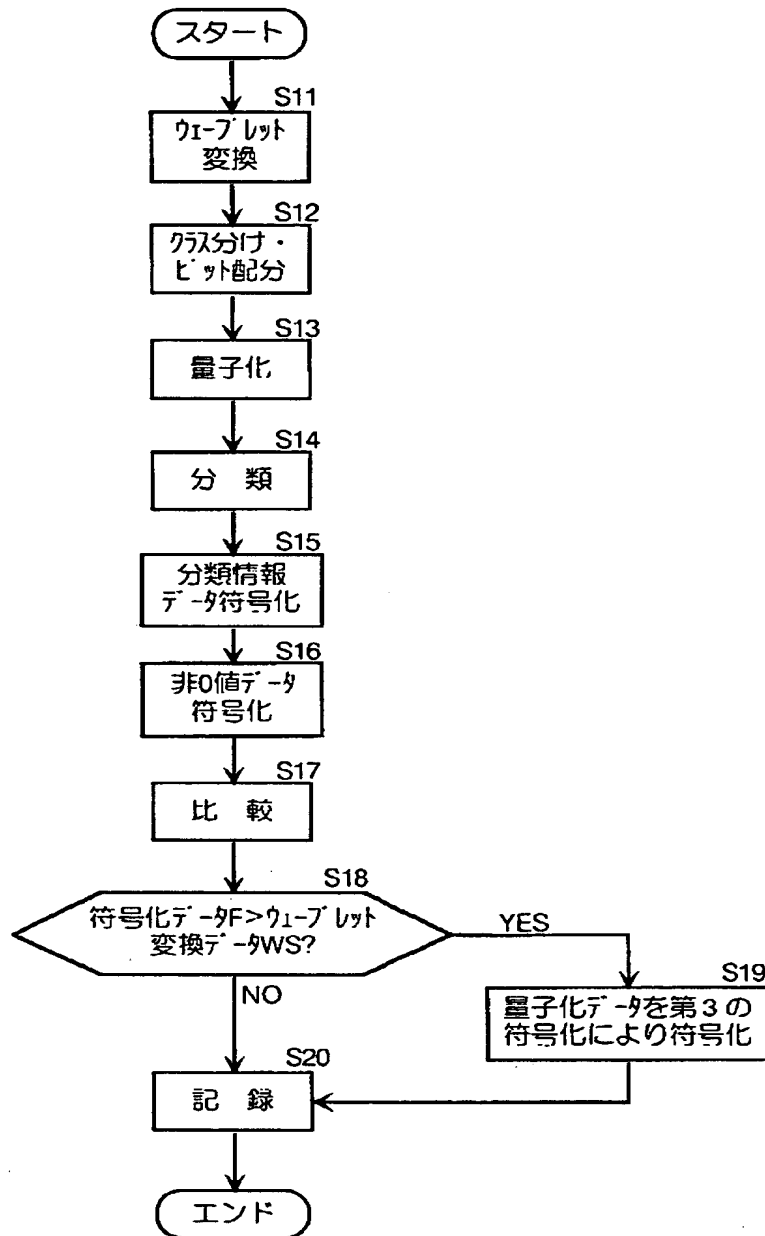 スタート
S11
ｳｪｰﾌﾞﾚｯﾄ
変換
S12
ｸﾗｽ分け・
ﾋﾞｯﾄ配分
S13
量子化
S14
分 類
S15
分類情報
ﾃﾞｰﾀ符号化
S16
非0値ﾃﾞｰﾀ
符号化
S17
比 較
S18
符号化ﾃﾞｰﾀF>ｳｪｰﾌﾞﾚｯﾄ
変換ﾃﾞｰﾀWS?
YES
NO
S19
量子化ﾃﾞｰﾀを第3の
符号化により符号化
S20
記 録
エンド